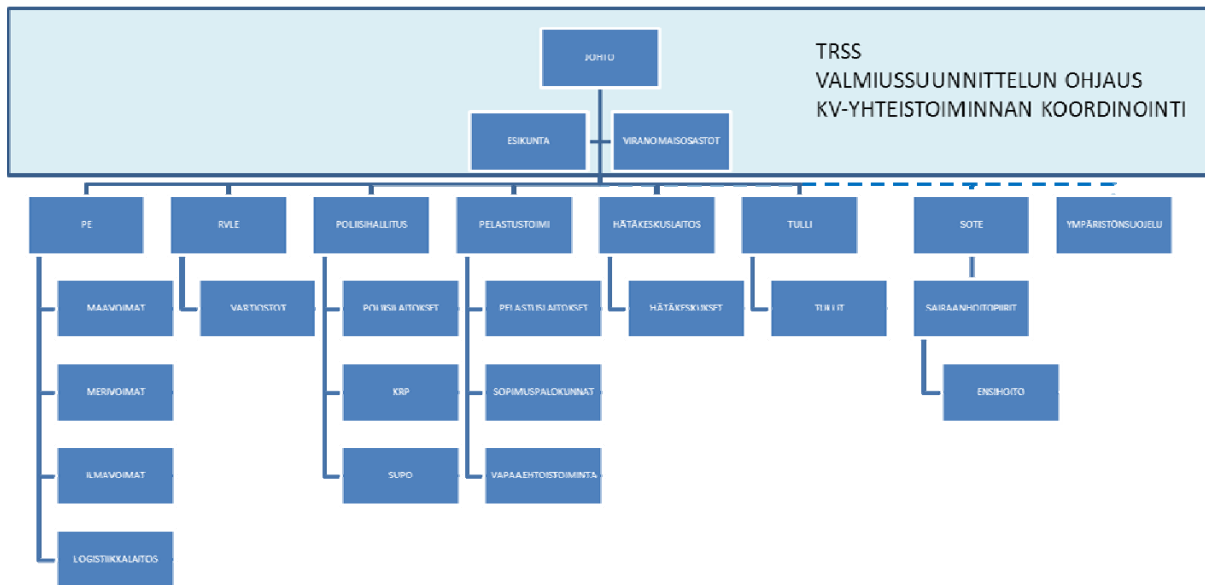 JOHTO
TRSS
VALMIUSSUUNNITTELUN OHJAUS
KV-YHTEISTOIMINNAN KOORDINOINTI
ESIKUNTA
VIRANOMAISOSASTOT
PE
RVLE
POLIISIHALLITUS
PELASTUSTOIMI
HÄTÄKESKUSLAITOS
TULLI
SOTE
YMPÄRISTÖNSUOJELU
MAAVOIMAT
VARTIOSTOT
POLIISILAITOKSET
PELASTUSLAITOKSET
HÄTÄKESKUKSET
TULLIT
SAIRAANHOITOPIIRIT
MERIVOIMAT
KRP
SOPIMUSPALOKUNNAT
ENSIHOITO
ILMAVOIMAT
SUPO
VAPAAEHTOISTOIMINTA
LOGISTIIKKALAITOS